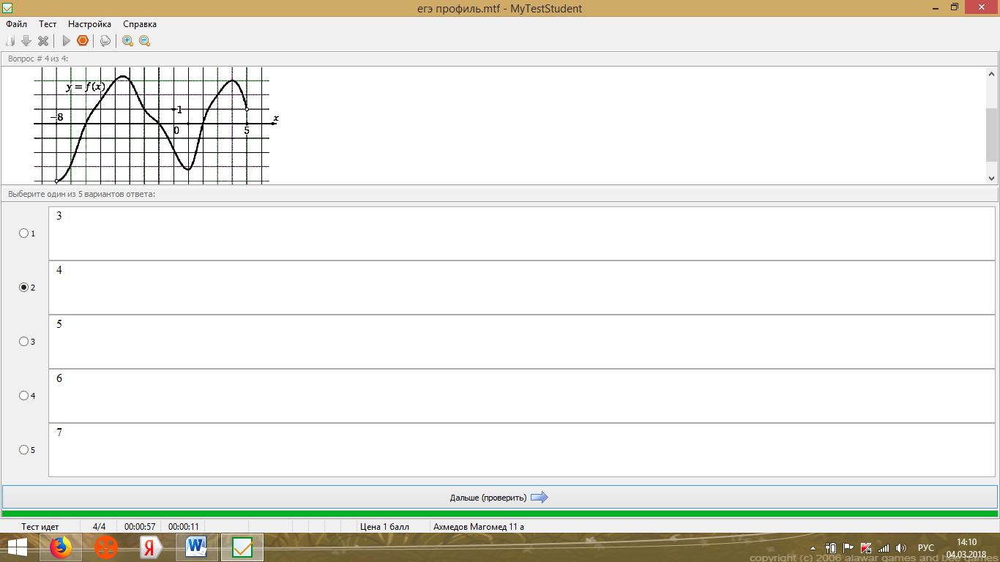 егэ профиль.mtf - MyTestStudent
Файл Тест Настройка Справка
Вопрос # 4 из 4:
y = f(x)
1
−8
x
0
5
Выберите один из 5 вариантов ответа:
1 3
2 4
3 5
4 6
5 7
Дальше (проверить)
Тест идет 4/4 00:00:57 00:00:11 Цена 1 балл Ахмедов Магомед 11 а
Я
W
РУС
14:10
04.03.2018
copyright (c) 2006 alawar games and bee games